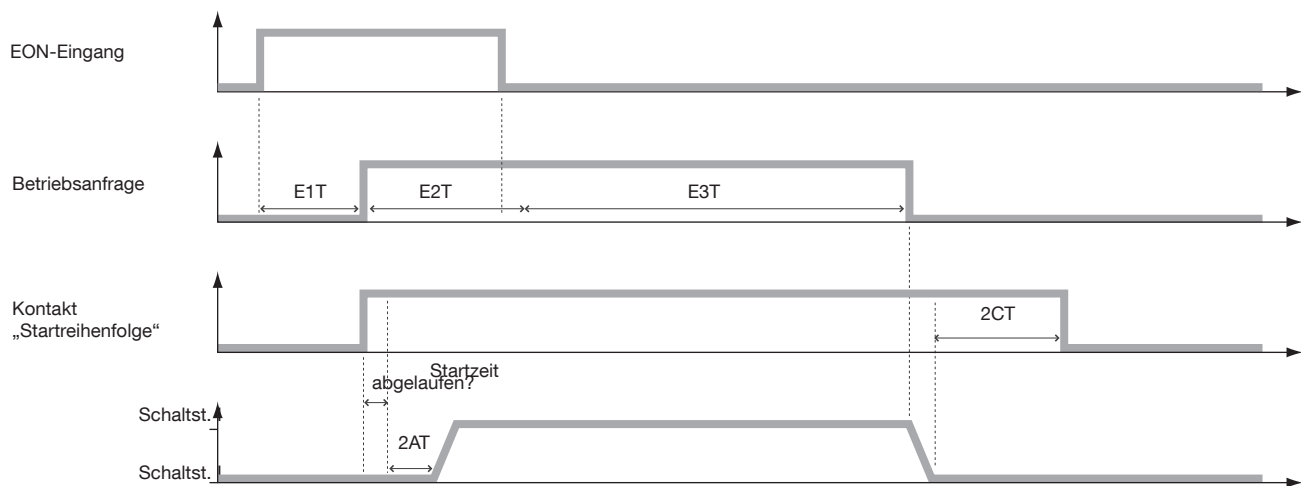 EON-Eingang
Betriebsanfrage
E1T
E2T
E3T
Kontakt
„Startreihenfolge“
2CT
Startzeit
abgelaufen?
Schaltst.
2AT
Schaltst.